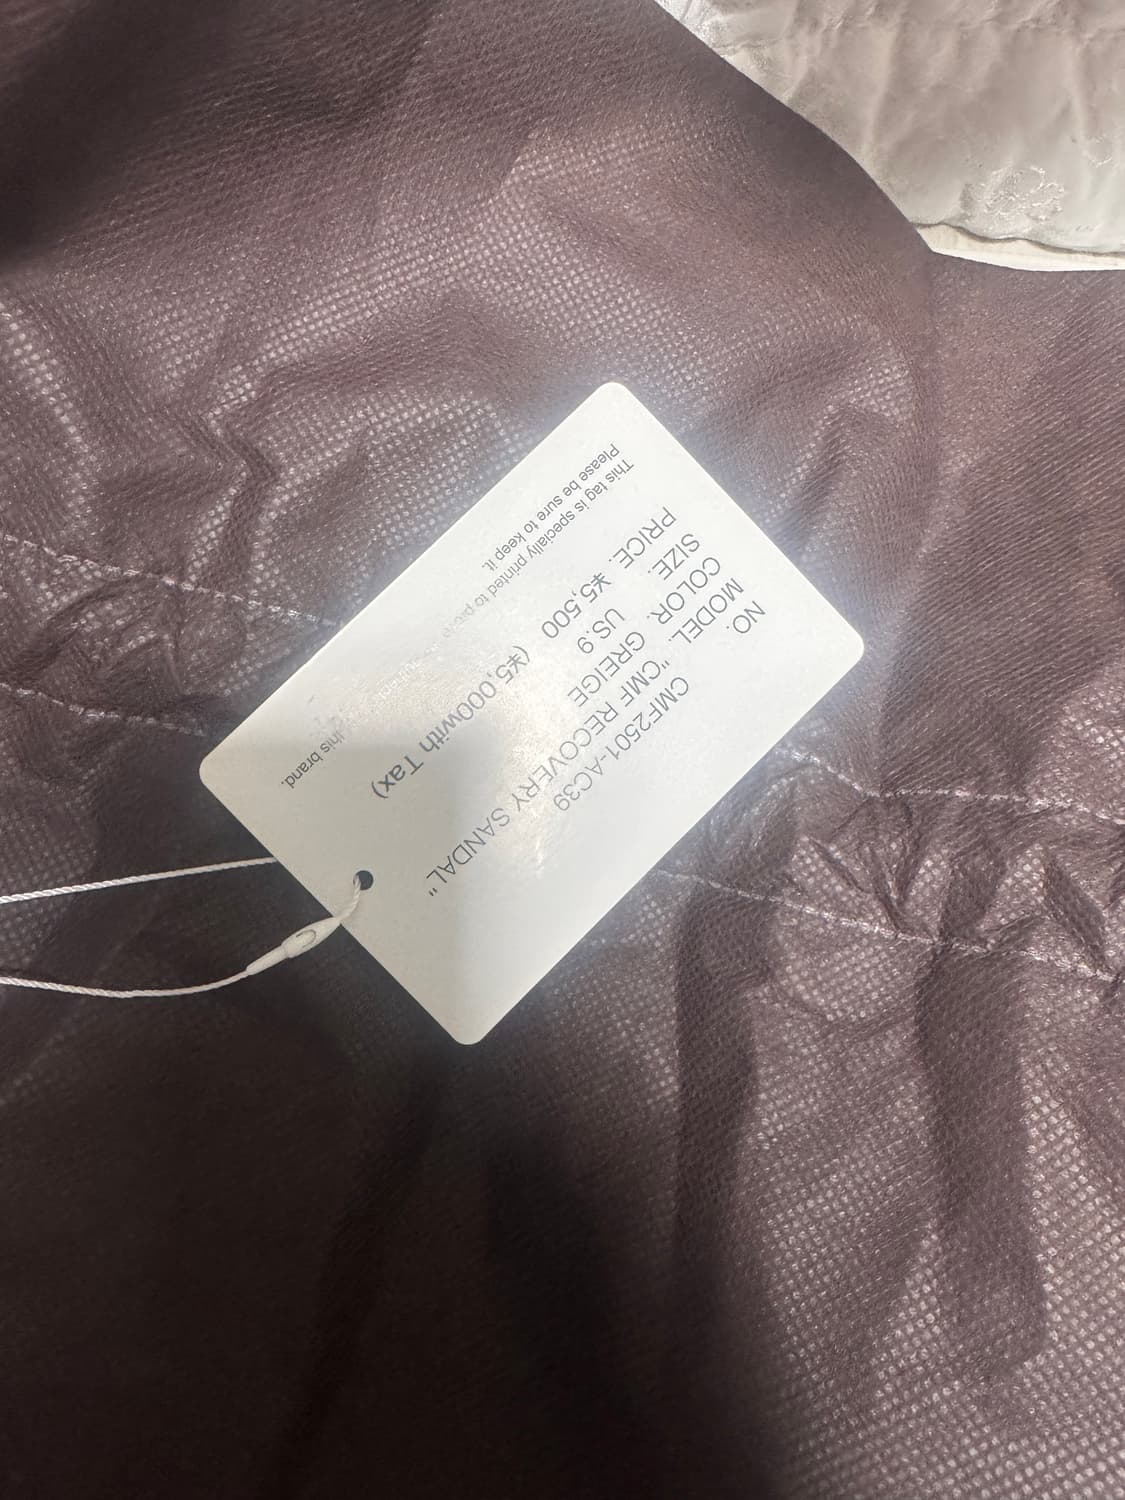 NO. CMF2501-AC39
MODEL. "CMF RECOVERY SANDAL"
COLOR. GREIGE
SIZE. US.9
PRICE. ¥5,500 (¥5,000with Tax)
This tag is specially printed to this brand.
Please be sure to keep it.